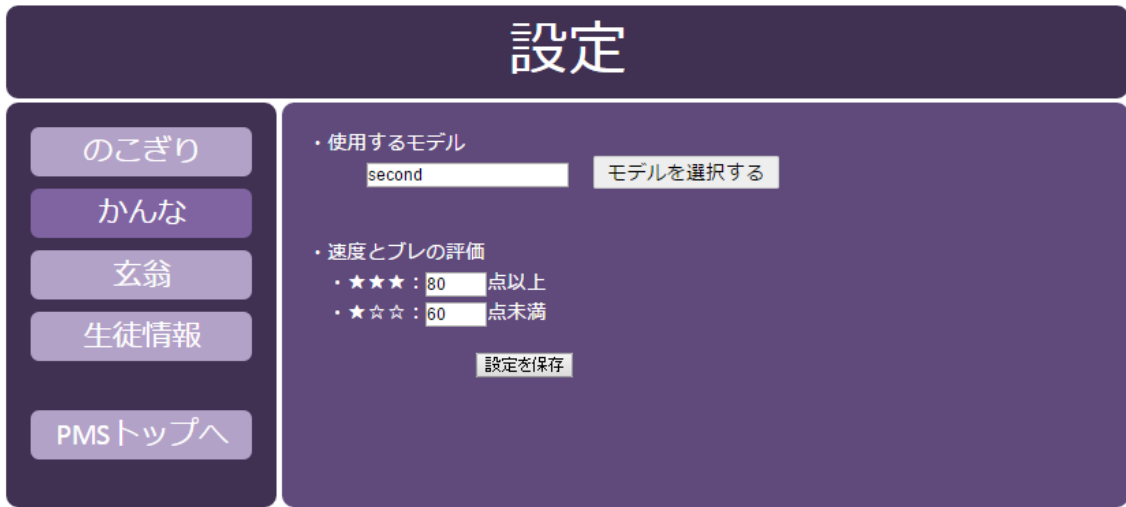 設定
のこぎり
かんな
玄翁
生徒情報
PMSトップへ
・使用するモデル
second モデルを選択する
・速度とブレの評価
・★★★：80点以上
・★☆☆：60点未満
設定を保存